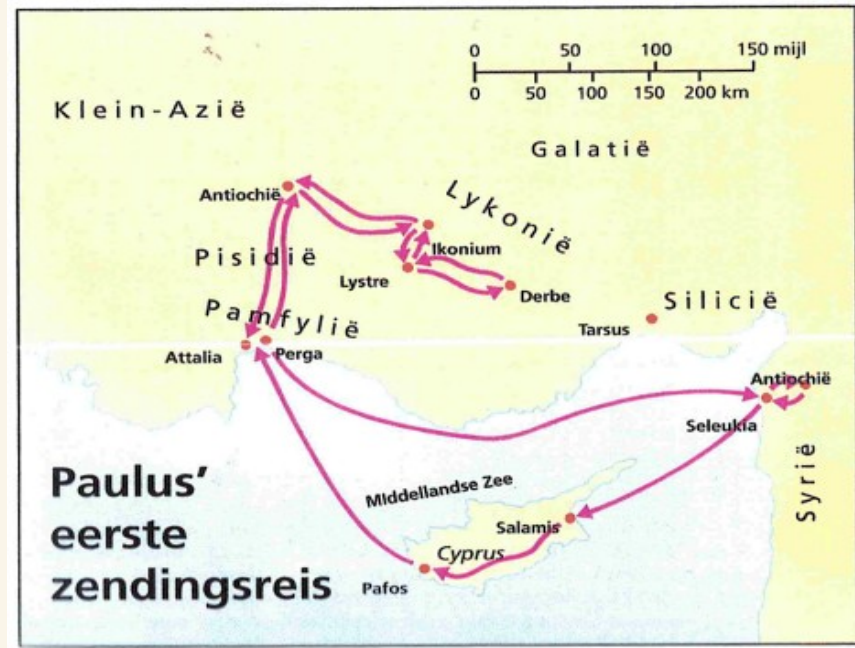 0 50 100 150 mijl
0 50 100 150 200 km
Klein-Azië
Galatië
Antiochië
Lykonië
Ikonium
Pisidië
Lystre
Derbe
Silicië
Pamfylië
Tarsus
Attalia
Perga
Antiochië
Seleukia
Syrië
MIddellandse Zee
Salamis
Cyprus
Pafos
Paulus'
eerste
zendingsreis